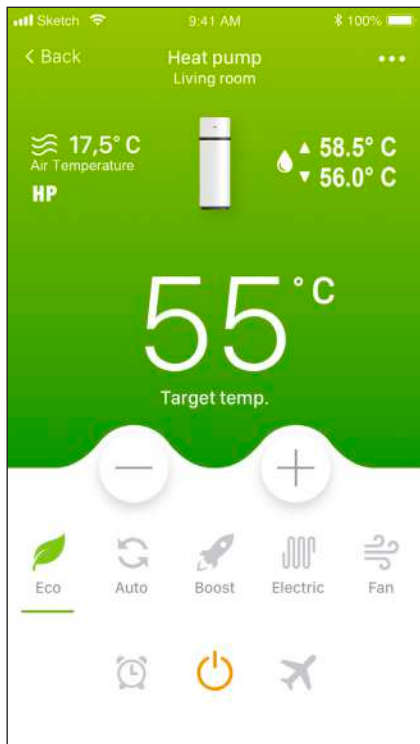 Sketch 9:41 AM 100%
< Back Heat pump
Living room
17,5° C
Air Temperature
HP
▲ 58.5° C
▼ 56.0° C
55°C
Target temp.
Eco Auto Boost Electric Fan